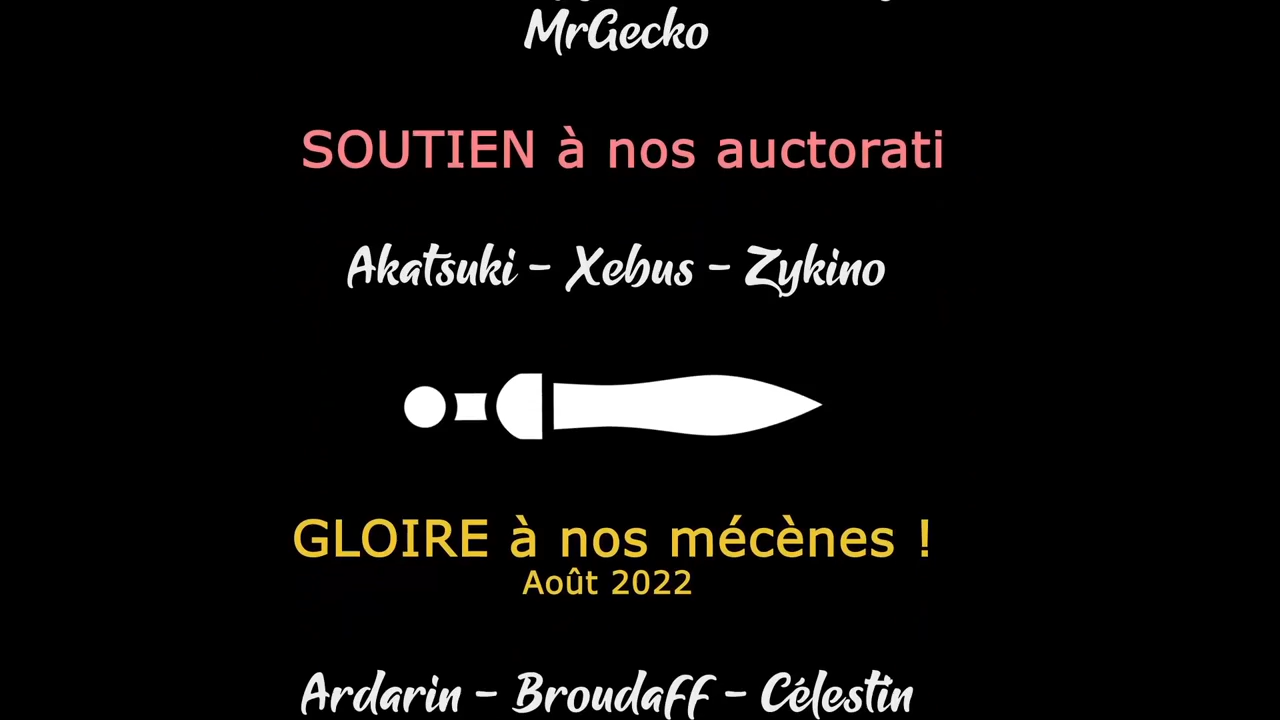 MrGecko
SOUTIEN à nos auctorati
Akatsuki - Xebus - Zykino
GLOIRE à nos mécènes !
Août 2022
Ardarin - Broudaff - Célestin